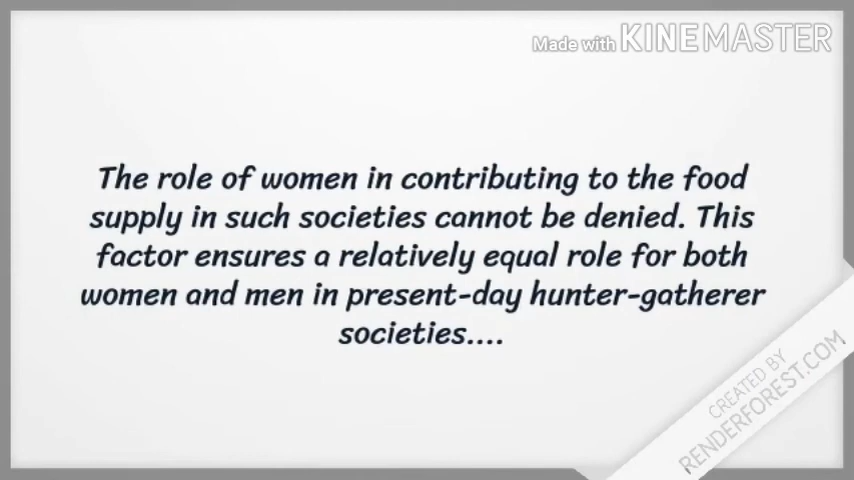 Made with KINEMASTER
The role of women in contributing to the food
supply in such societies cannot be denied. This
factor ensures a relatively equal role for both
women and men in present-day hunter-gatherer
societies....
CREATED BY
RENDERFOREST.COM